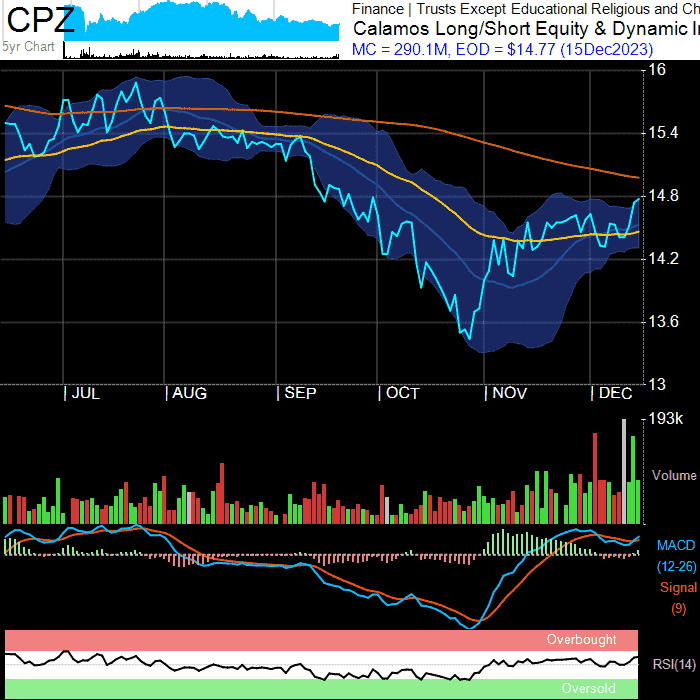 CPZ
5yr Chart
Finance | Trusts Except Educational Religious and Ch
Calamos Long/Short Equity & Dynamic I
MC = 290.1M, EOD = $14.77 (15Dec2023)
16
15.4
14.8
14.2
13.6
13
| JUL | AUG | SEP | OCT | NOV | DEC
193k
Volume
MACD
(12-26)
Signal
(9)
Overbought
RSI(14)
Oversold